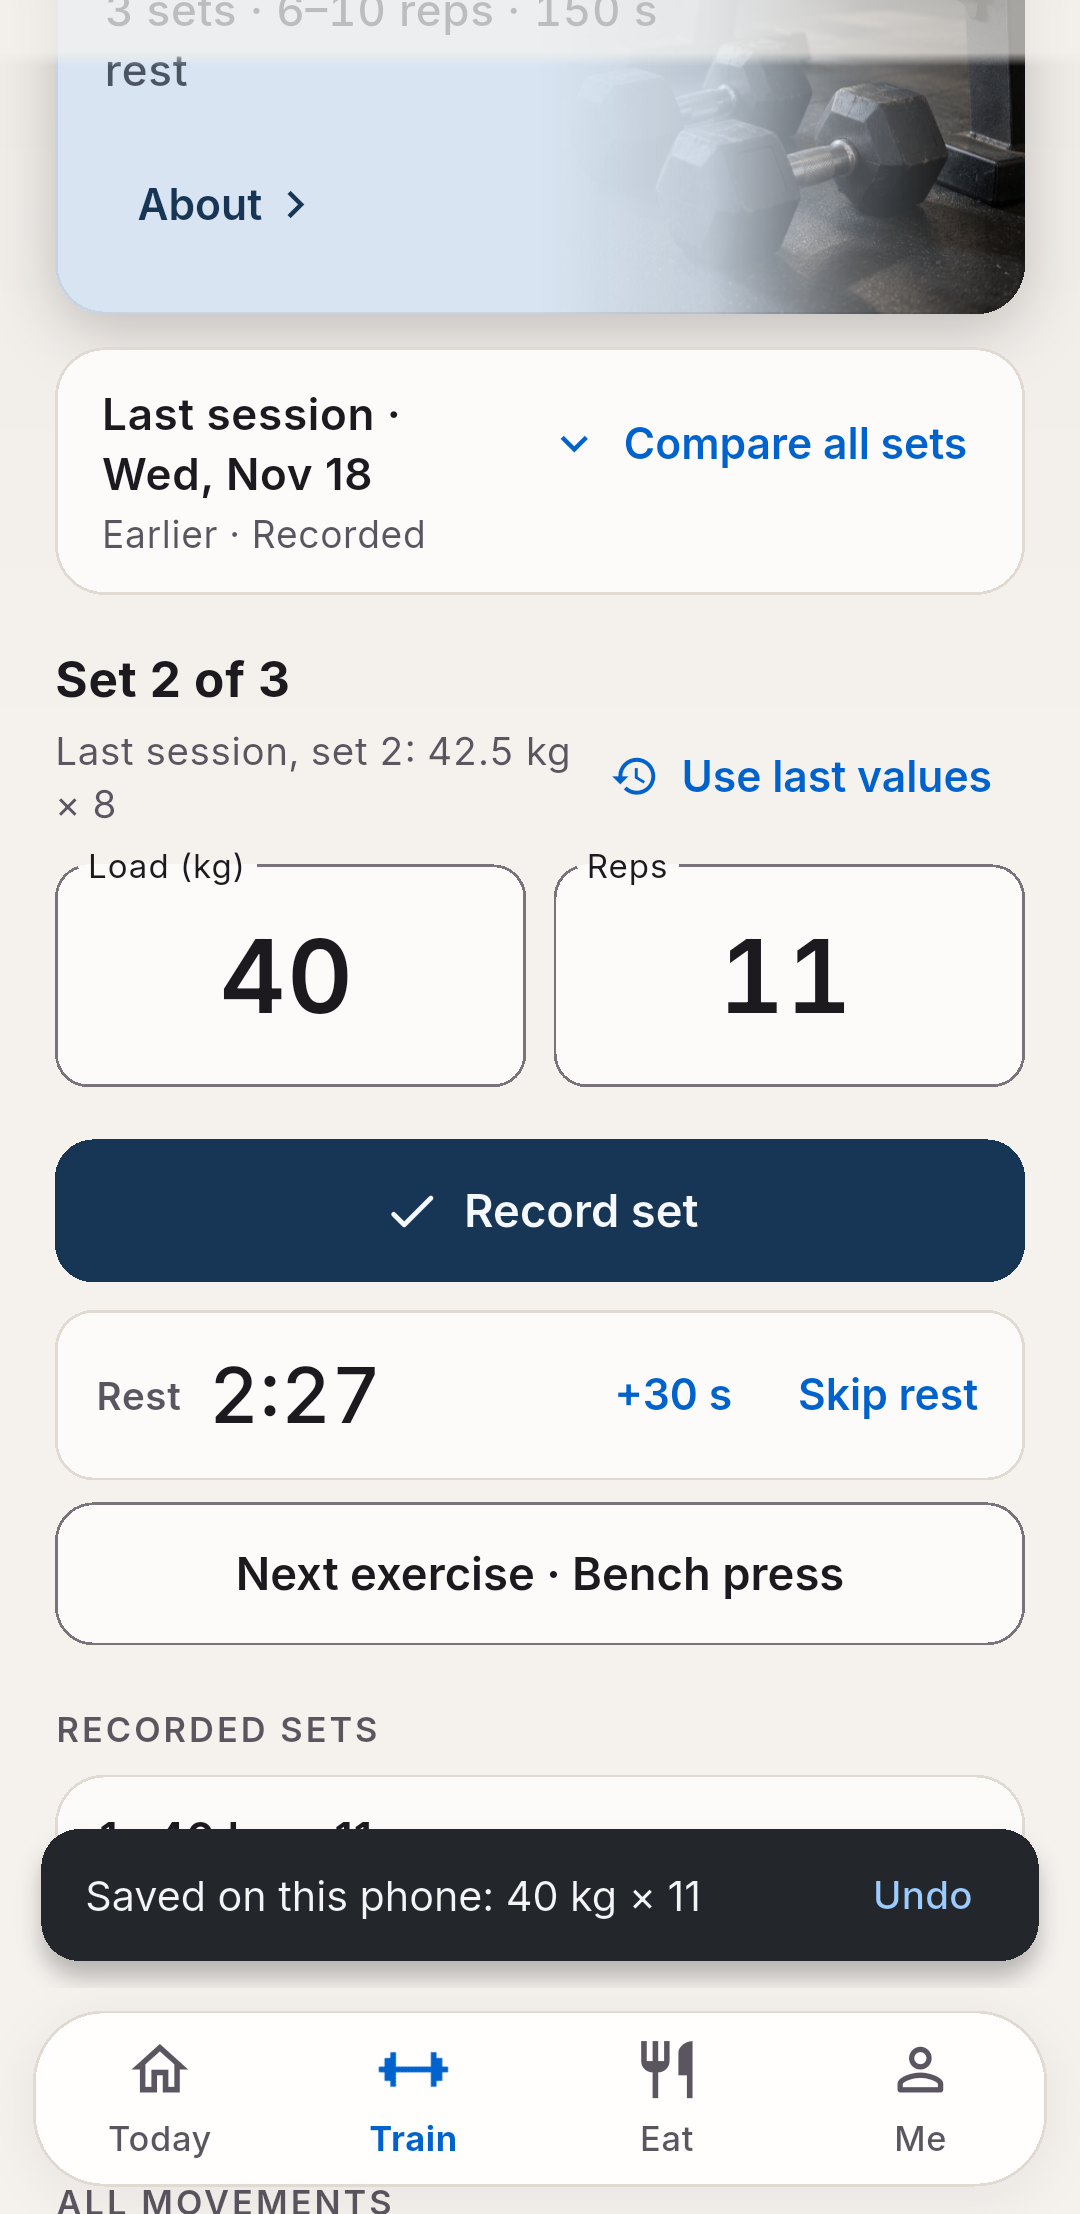 3 sets · 6–10 reps · 150 s
rest
About
Last session ·
Wed, Nov 18
Compare all sets
Earlier · Recorded
Set 2 of 3
Last session, set 2: 42.5 kg
× 8
Use last values
Load (kg)
Reps
40
11
Record set
Rest 2:27 +30 s Skip rest
Next exercise · Bench press
RECORDED SETS
Saved on this phone: 40 kg × 11 Undo
Today Train Eat Me
ALL MOVEMENTS